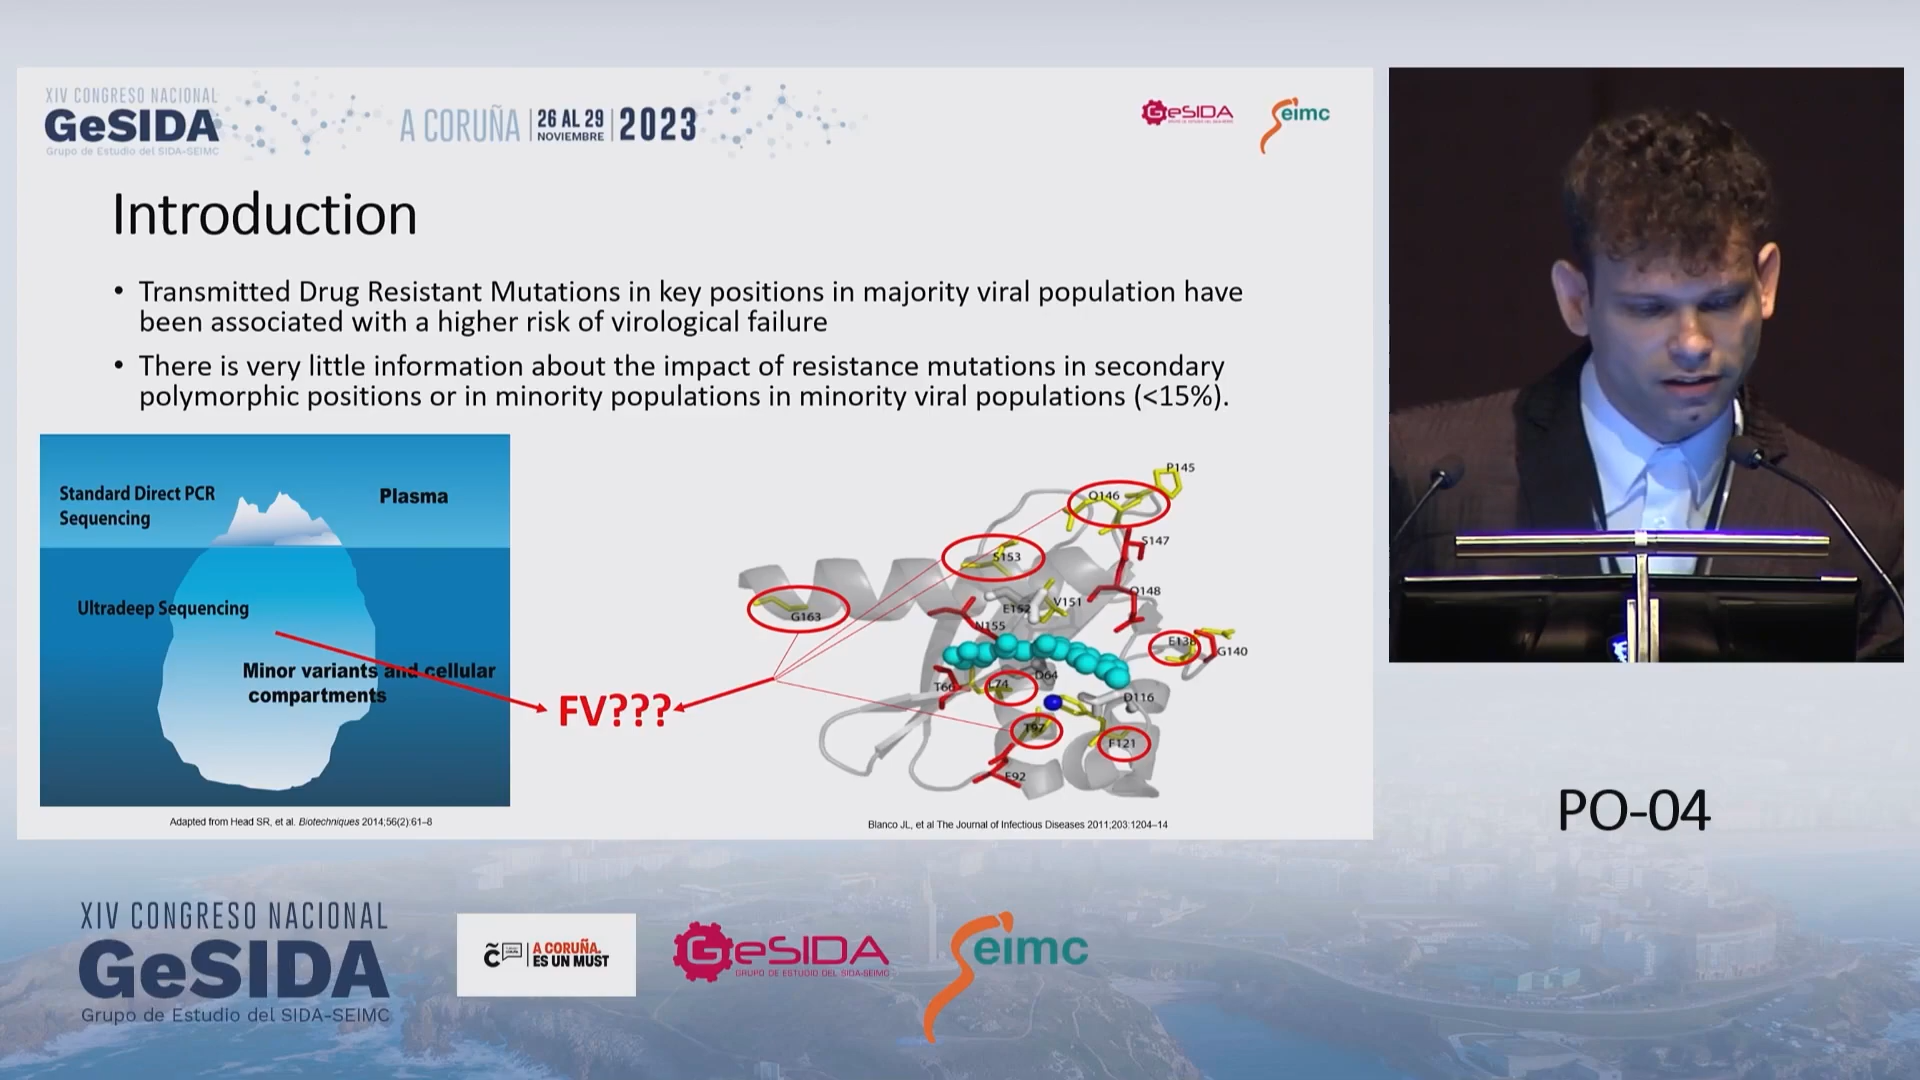 XIV CONGRESO NACIONAL
GeSIDA
Grupo de Estudio del SIDA-SEIMC
A CORUÑA
26 AL 29
NOVIEMBRE
2023
GeSIDA
Seimc
Introduction
• Transmitted Drug Resistant Mutations in key positions in majority viral population have
been associated with a higher risk of virological failure
• There is very little information about the impact of resistance mutations in secondary
polymorphic positions or in minority populations in minority viral populations (<15%).
Standard Direct PCR
Sequencing
Plasma
Ultradeep Sequencing
Minor variants and cellular
compartments
FV???
P145
Q146
S147
S153
Q148
E152
V151
G163
N155
E138
G140
T66
L74
D64
D116
T97
F121
E92
Adapted from Head SR, et al. Biotechniques 2014;56(2):61–8
Blanco JL, et al The Journal of Infectious Diseases 2011;203:1204–14
PO-04
XIV CONGRESO NACIONAL
GeSIDA
Grupo de Estudio del SIDA-SEIMC
A CORUÑA.
ES UN MUST
GeSIDA
GRUPO DE ESTUDIO DEL SIDA-SEIMC
Seimc